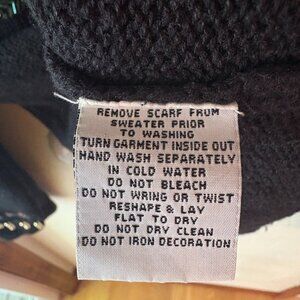 REMOVE SCARF FROM
SWEATER PRIOR
TO WASHING
TURN GARMENT INSIDE OUT
HAND WASH SEPARATELY
IN COLD WATER
DO NOT BLEACH
DO NOT WRING OR TWIST
RESHAPE & LAY
FLAT TO DRY
DO NOT DRY CLEAN
DO NOT IRON DECORATION